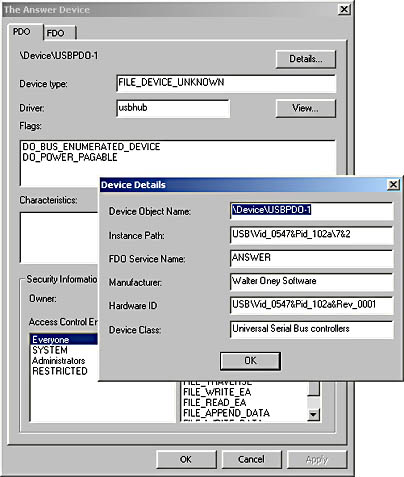 The Answer Device
PDO
FDO
\Device\USBPDO-1
Details...
Device type:
FILE_DEVICE_UNKNOWN
Driver:
usbhub
View...
Flags:
DO_BUS_ENUMERATED_DEVICE
DO_POWER_PAGABLE
Characteristics:
Security Information
Owner:
Access Control En
Everyone
SYSTEM
Administrators
RESTRICTED
FILE_TRAVERSE
FILE_WRITE_EA
FILE_READ_EA
FILE_APPEND_DATA
FILE_WRITE_DATA
OK
Cancel
Apply
Device Details
Device Object Name:
\Device\USBPDO-1
Instance Path:
USB\Vid_0547&Pid_102a\7&2
FDO Service Name:
ANSWER
Manufacturer:
Walter Oney Software
Hardware ID
USB\Vid_0547&Pid_102a&Rev_0001
Device Class:
Universal Serial Bus controllers
OK